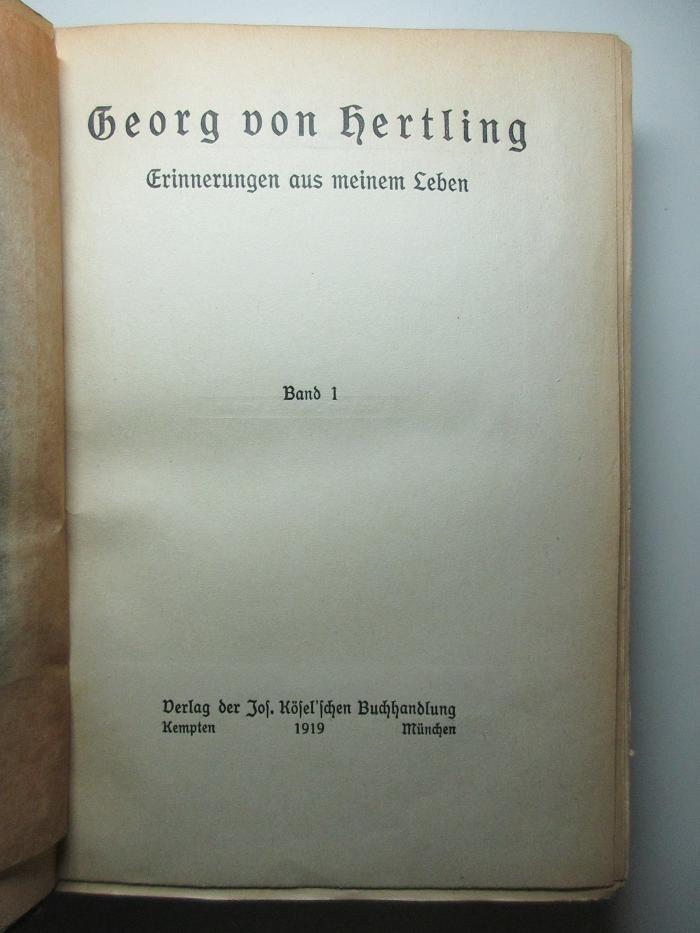 Georg von Hertling
Erinnerungen aus meinem Leben
Band 1
Verlag der Jos. Kösel'schen Buchhandlung
Kempten 1919 München